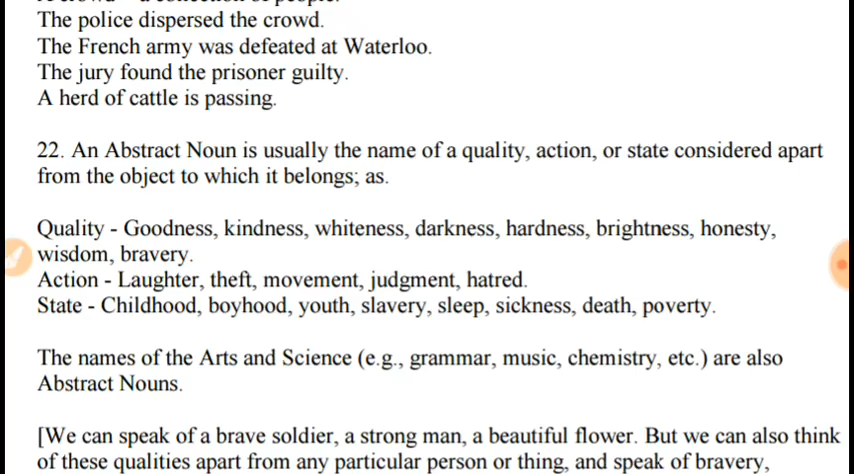 The police dispersed the crowd.
The French army was defeated at Waterloo.
The jury found the prisoner guilty.
A herd of cattle is passing.
22. An Abstract Noun is usually the name of a quality, action, or state considered apart
from the object to which it belongs; as.
Quality - Goodness, kindness, whiteness, darkness, hardness, brightness, honesty,
wisdom, bravery.
Action - Laughter, theft, movement, judgment, hatred.
State - Childhood, boyhood, youth, slavery, sleep, sickness, death, poverty.
The names of the Arts and Science (e.g., grammar, music, chemistry, etc.) are also
Abstract Nouns.
[We can speak of a brave soldier, a strong man, a beautiful flower. But we can also think
of these qualities apart from any particular person or thing, and speak of bravery,